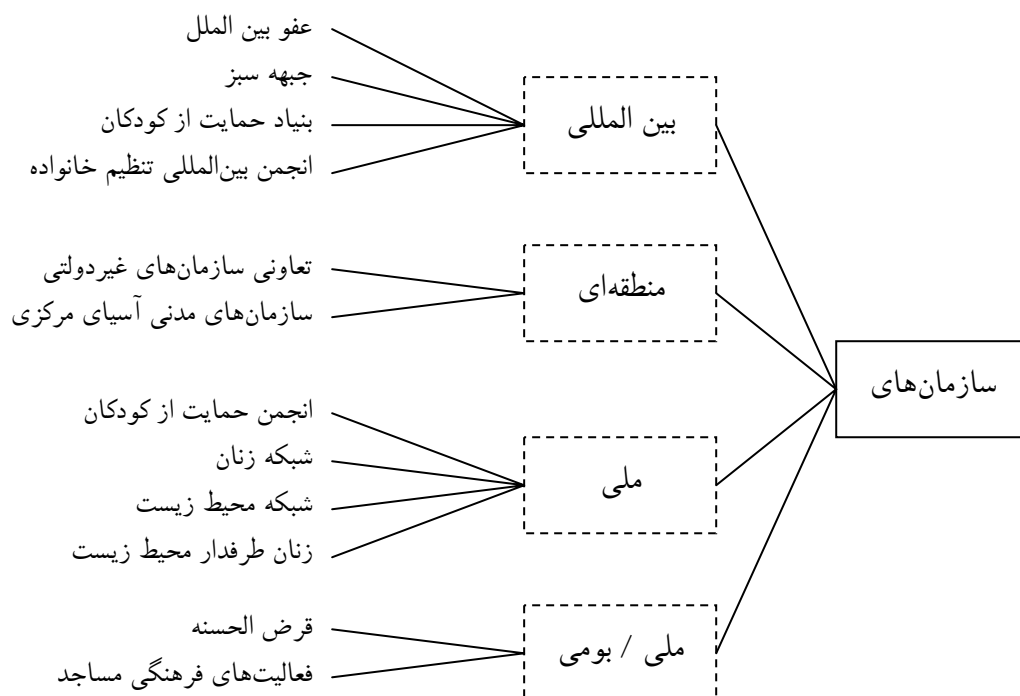 سازمان‌های
بین المللی
عفو بین الملل
جبهه سبز
بنیاد حمایت از کودکان
انجمن بین‌المللی تنظیم خانواده
منطقه‌ای
تعاونی سازمان‌های غیردولتی
سازمان‌های مدنی آسیای مرکزی
ملی
انجمن حمایت از کودکان
شبکه زنان
شبکه محیط زیست
زنان طرفدار محیط زیست
ملی / بومی
قرض الحسنه
فعالیت‌های فرهنگی مساجد